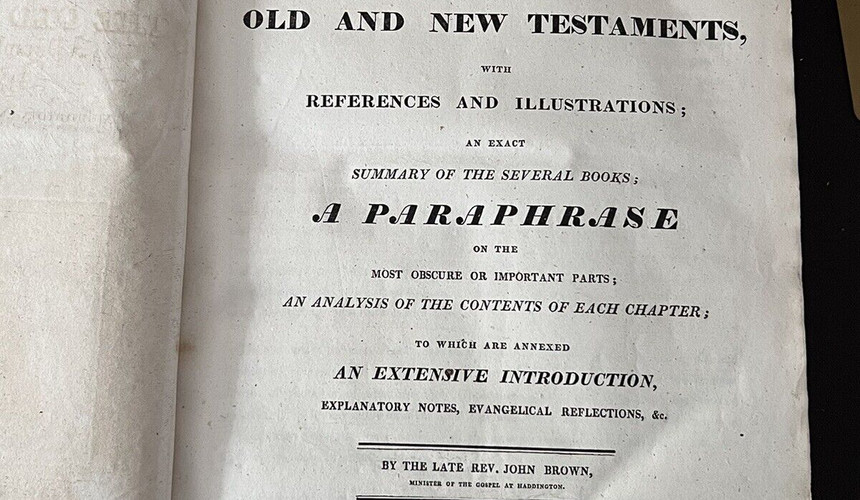 OLD AND NEW TESTAMENTS,
WITH
REFERENCES AND ILLUSTRATIONS;
AN EXACT
SUMMARY OF THE SEVERAL BOOKS;
A PARAPHRASE
ON THE
MOST OBSCURE OR IMPORTANT PARTS;
AN ANALYSIS OF THE CONTENTS OF EACH CHAPTER;
TO WHICH ARE ANNEXED
AN EXTENSIVE INTRODUCTION,
EXPLANATORY NOTES, EVANGELICAL REFLECTIONS, &c.
BY THE LATE REV. JOHN BROWN,
MINISTER OF THE GOSPEL AT HADDINGTON.